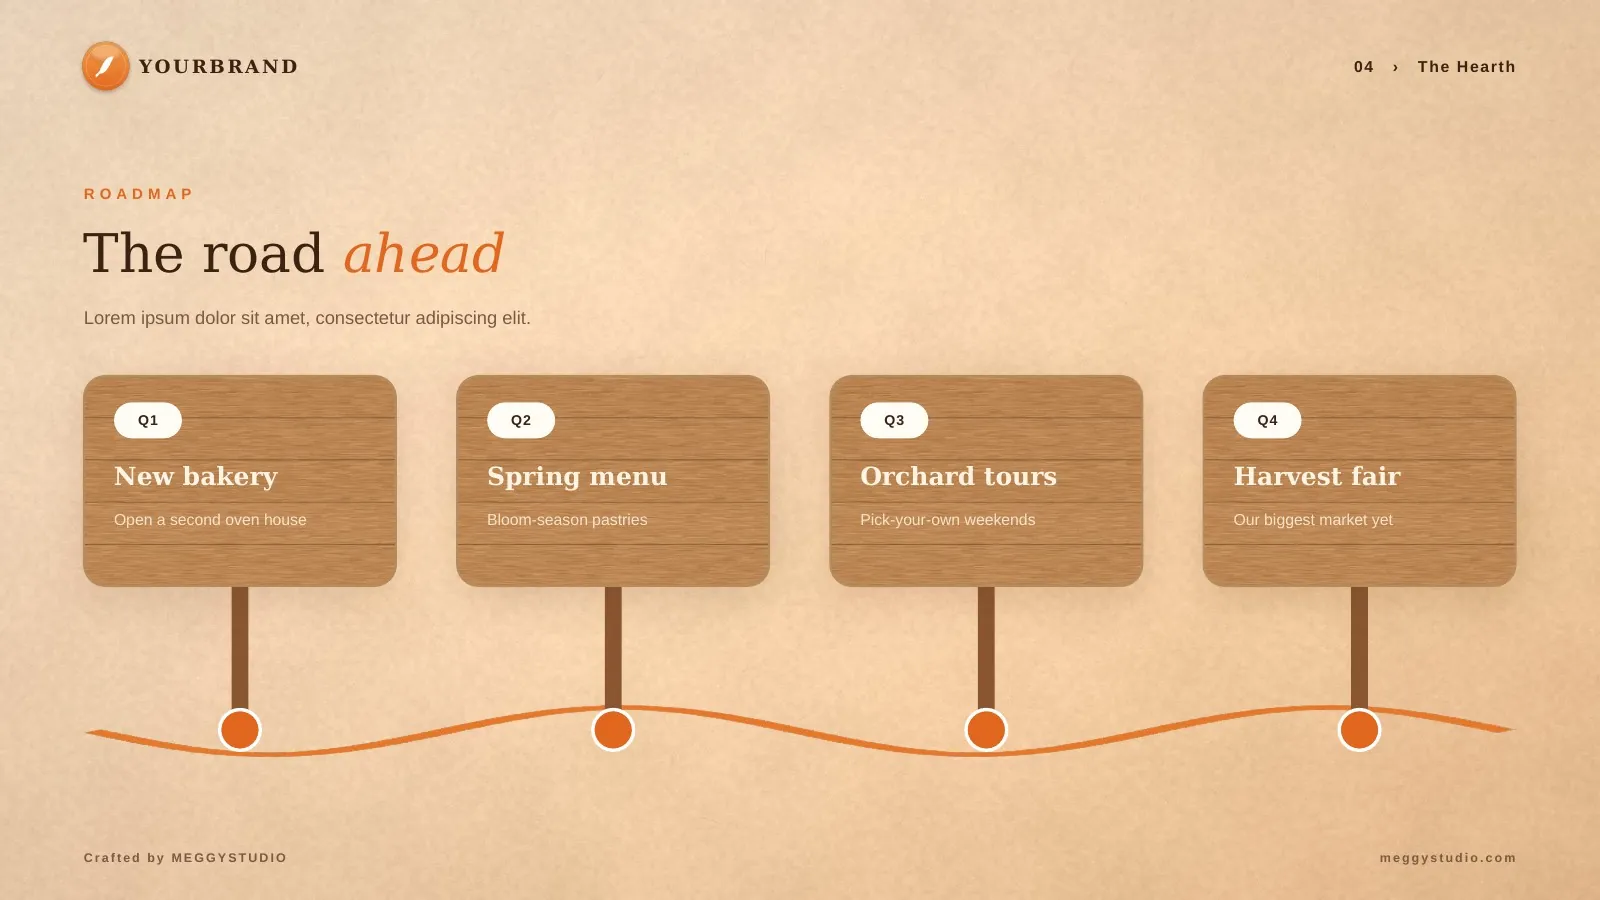 YOURBRAND
04 › The Hearth
ROADMAP
The road ahead
Lorem ipsum dolor sit amet, consectetur adipiscing elit.
Q1
New bakery
Open a second oven house
Q2
Spring menu
Bloom-season pastries
Q3
Orchard tours
Pick-your-own weekends
Q4
Harvest fair
Our biggest market yet
Crafted by MEGGYSTUDIO
meggystudio.com